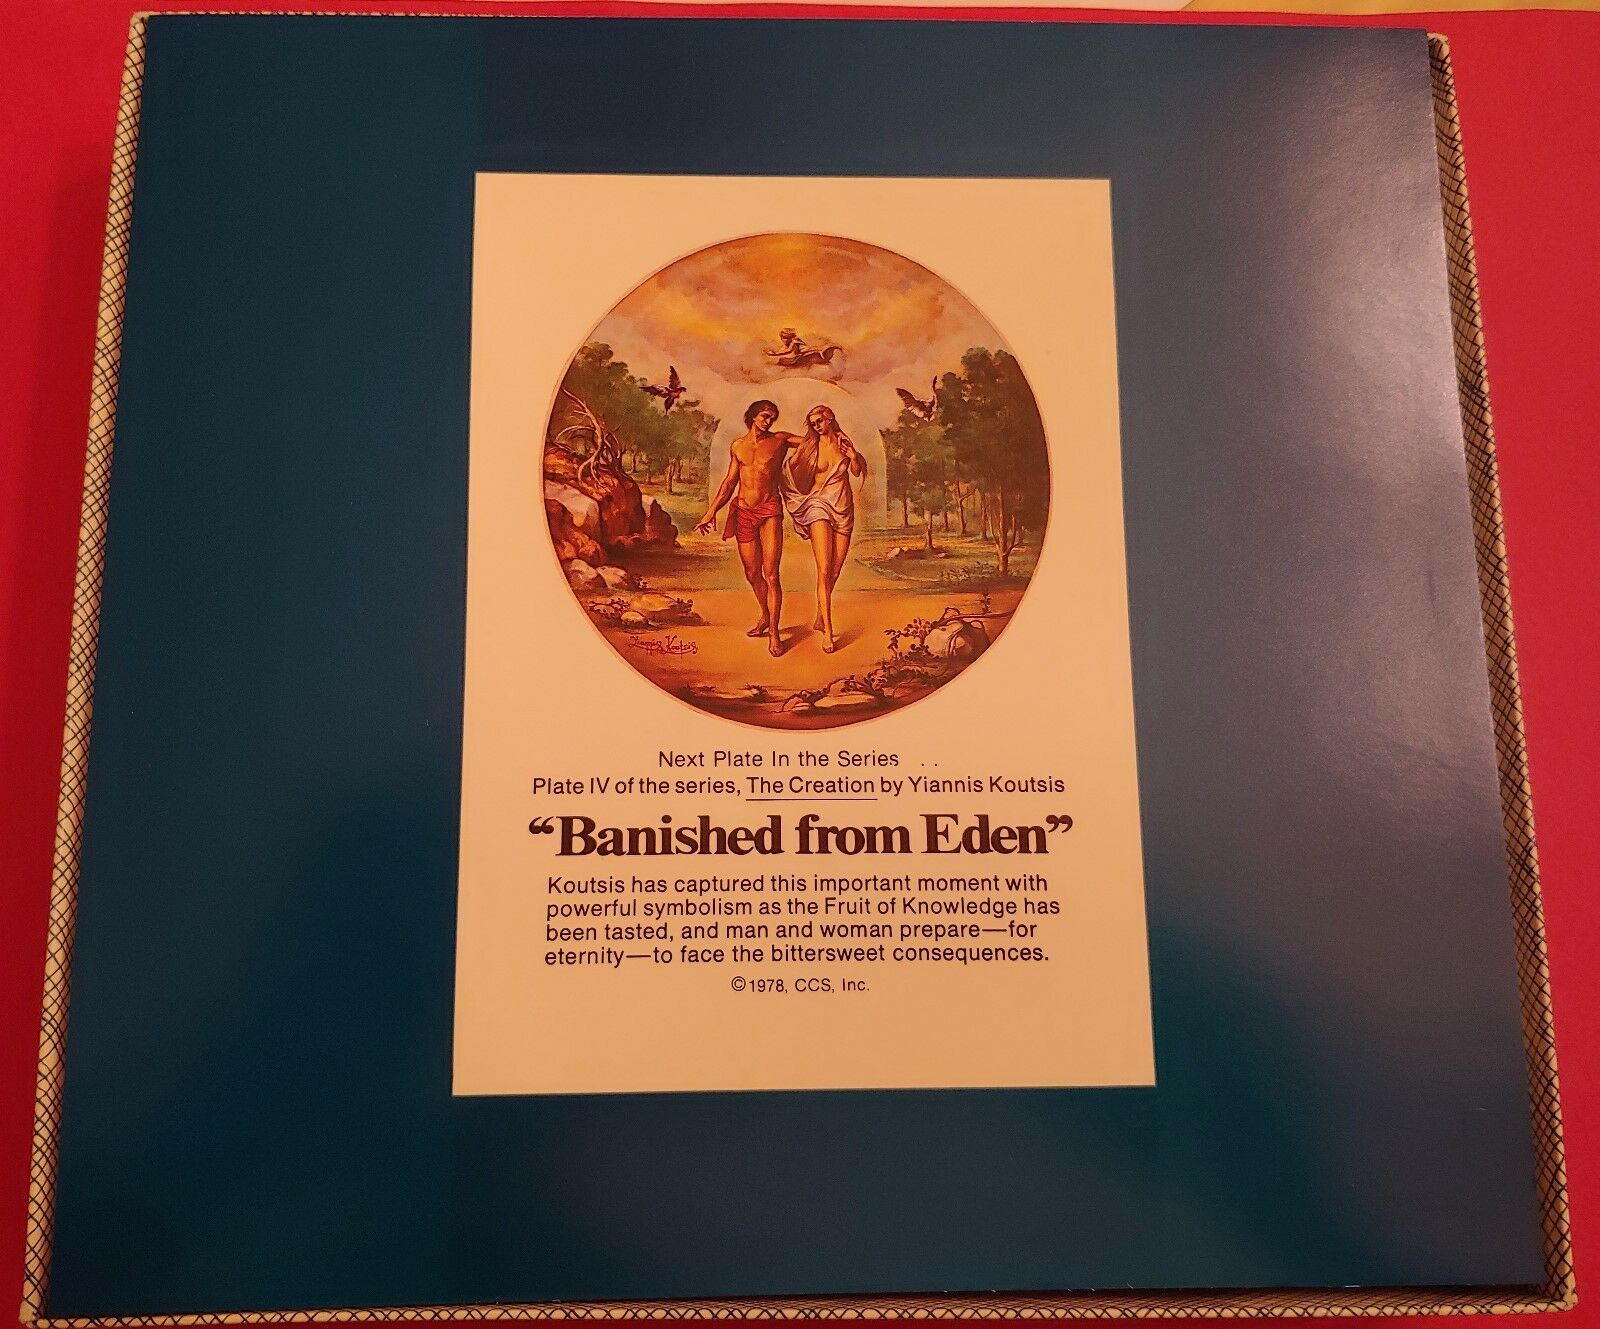 Yiannis Koutsis
Next Plate In the Series . .
Plate IV of the series, The Creation by Yiannis Koutsis
“Banished from Eden”
Koutsis has captured this important moment with
powerful symbolism as the Fruit of Knowledge has
been tasted, and man and woman prepare—for
eternity—to face the bittersweet consequences.
©1978, CCS, Inc.